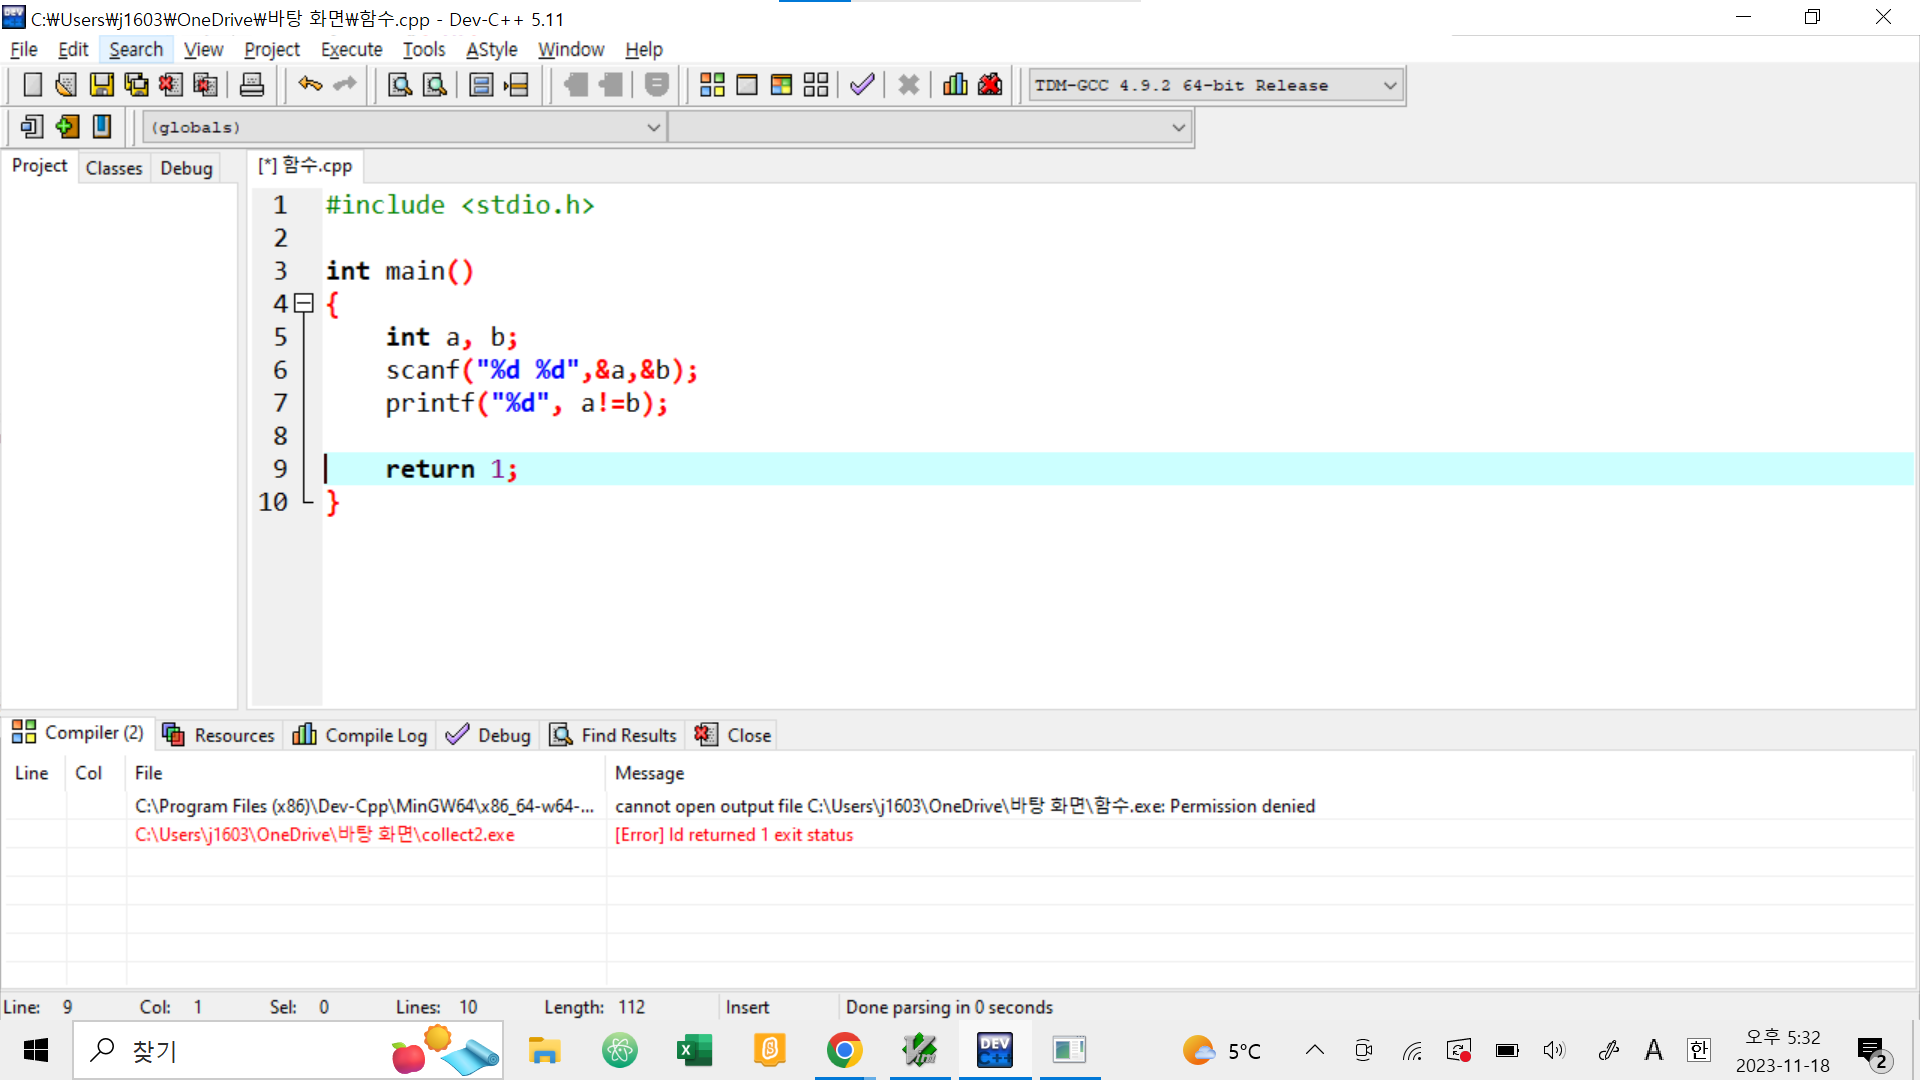 C:\Users\j1603\OneDrive\바탕 화면\함수.cpp - Dev-C++ 5.11
File Edit Search View Project Execute Tools AStyle Window Help
TDM-GCC 4.9.2 64-bit Release
(globals)
Project Classes Debug
[*] 함수.cpp
1 #include <stdio.h>
2
3 int main()
4 {
5 int a, b;
6 scanf("%d %d",&a,&b);
7 printf("%d", a!=b);
8
9 return 1;
10 }
Compiler (2) Resources Compile Log Debug Find Results Close
Line Col File Message
C:\Program Files (x86)\Dev-Cpp\MinGW64\x86_64-w64-... cannot open output file C:\Users\j1603\OneDrive\바탕 화면\함수.exe: Permission denied
C:\Users\j1603\OneDrive\바탕 화면\collect2.exe [Error] ld returned 1 exit status
Line: 9 Col: 1 Sel: 0 Lines: 10 Length: 112 Insert Done parsing in 0 seconds
찾기
DEV C++
5°C
A 한
오후 5:32
2023-11-18
2